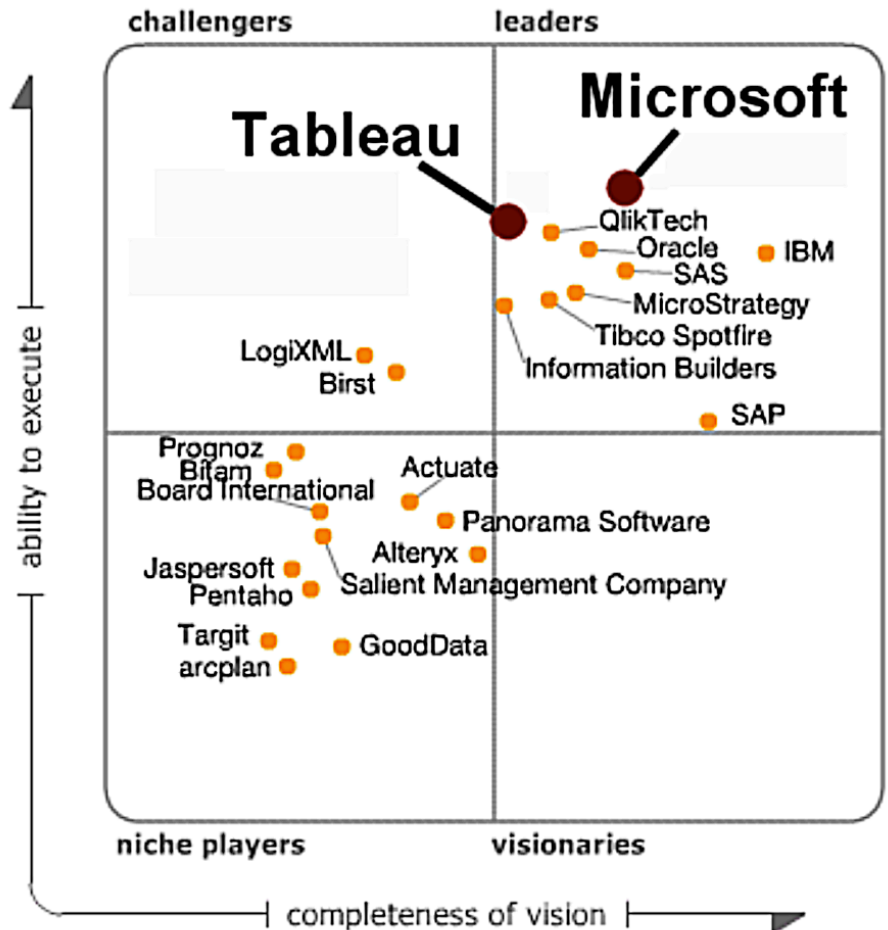 challengers
leaders
Microsoft
Tableau
QlikTech
Oracle
IBM
SAS
MicroStrategy
Tibco Spotfire
Information Builders
LogiXML
Birst
SAP
Prognoz
Bitam
Board International
Actuate
Panorama Software
Alteryx
Jaspersoft
Salient Management Company
Pentaho
Targit
GoodData
arcplan
niche players
visionaries
ability to execute
completeness of vision